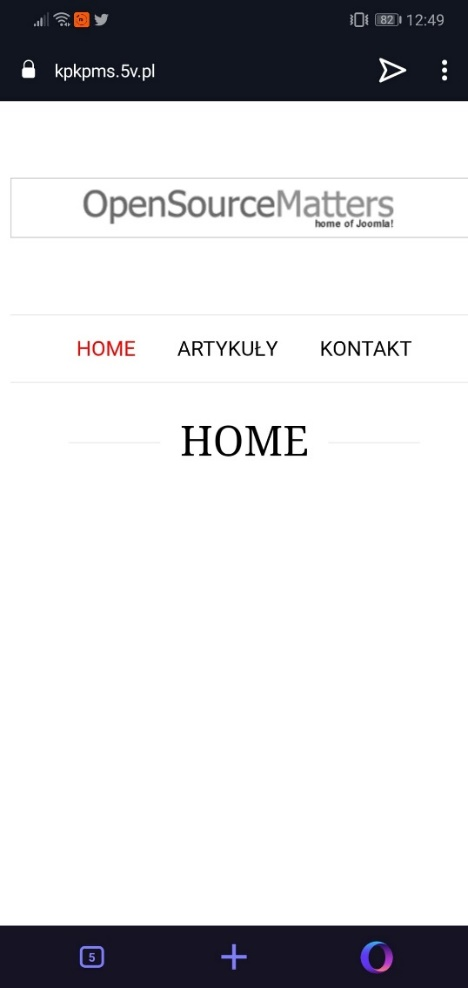 82 12:49
kpkpms.5v.pl
OpenSourceMatters
home of Joomla!
HOME ARTYKUŁY KONTAKT
HOME
5